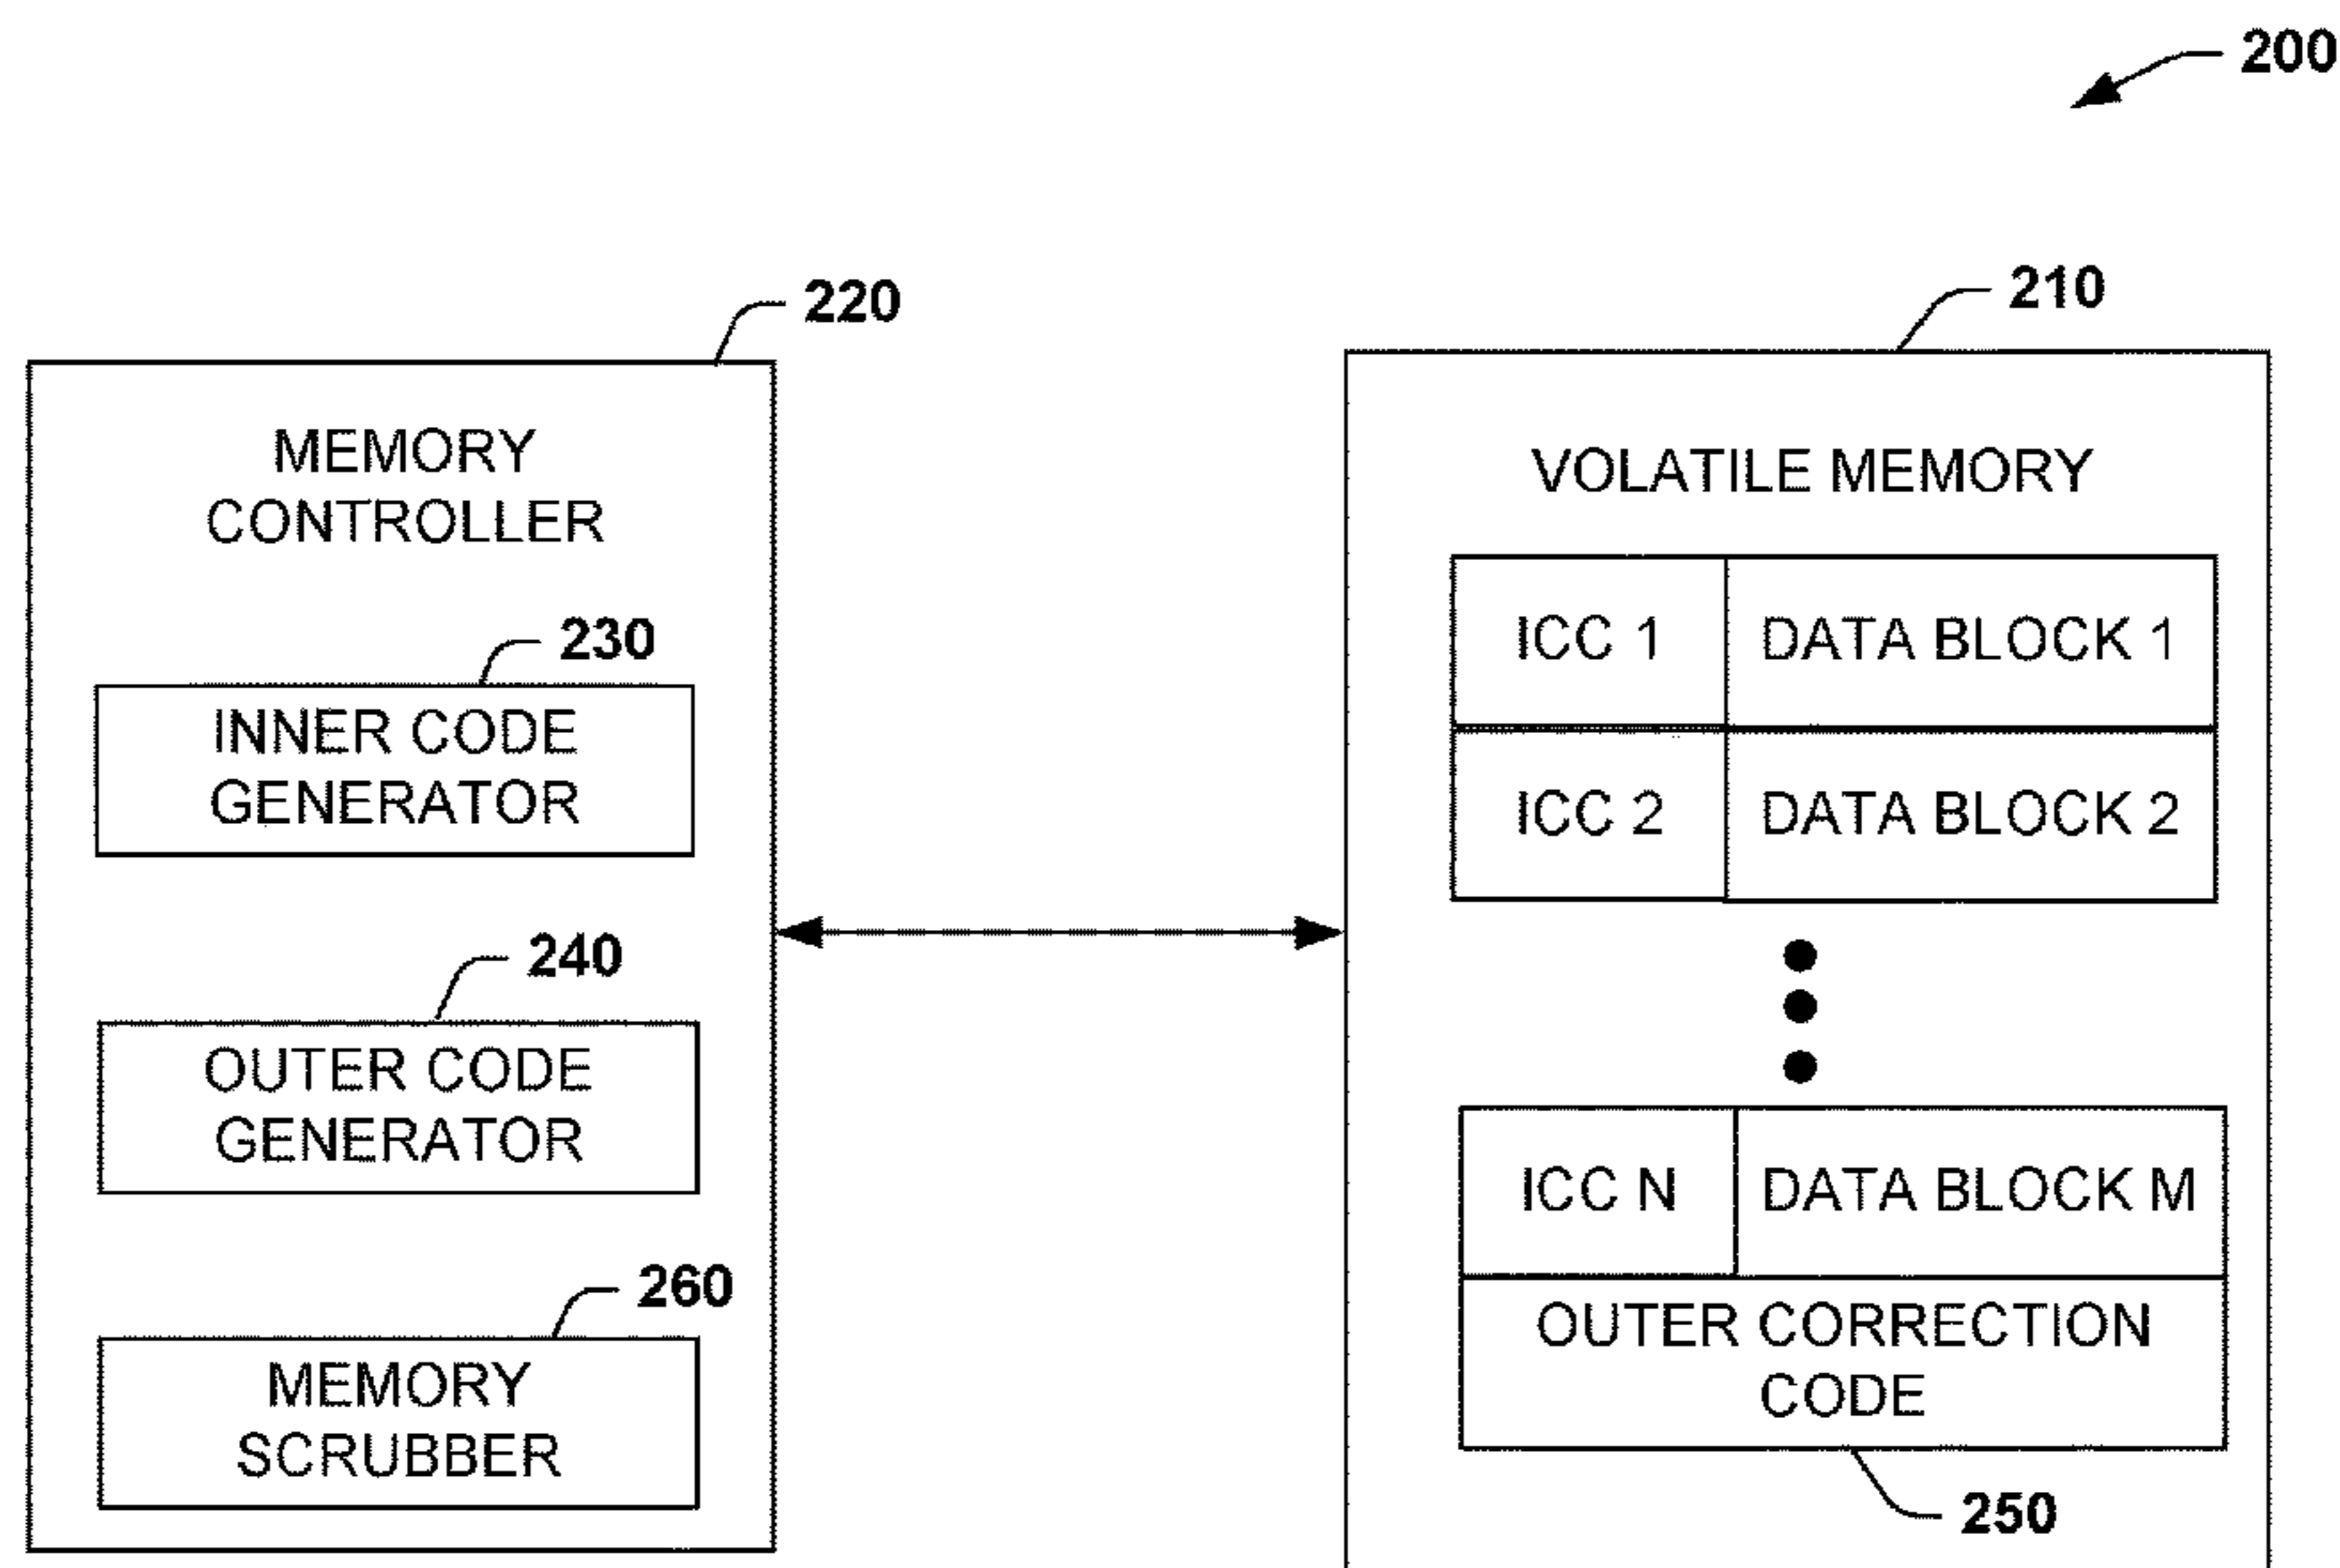 200
220
210
MEMORY
CONTROLLER
VOLATILE MEMORY
ICC 1 DATA BLOCK 1
230
INNER CODE
GENERATOR
ICC 2 DATA BLOCK 2
240
OUTER CODE
GENERATOR
ICC N DATA BLOCK M
260
OUTER CORRECTION
CODE
MEMORY
SCRUBBER
250